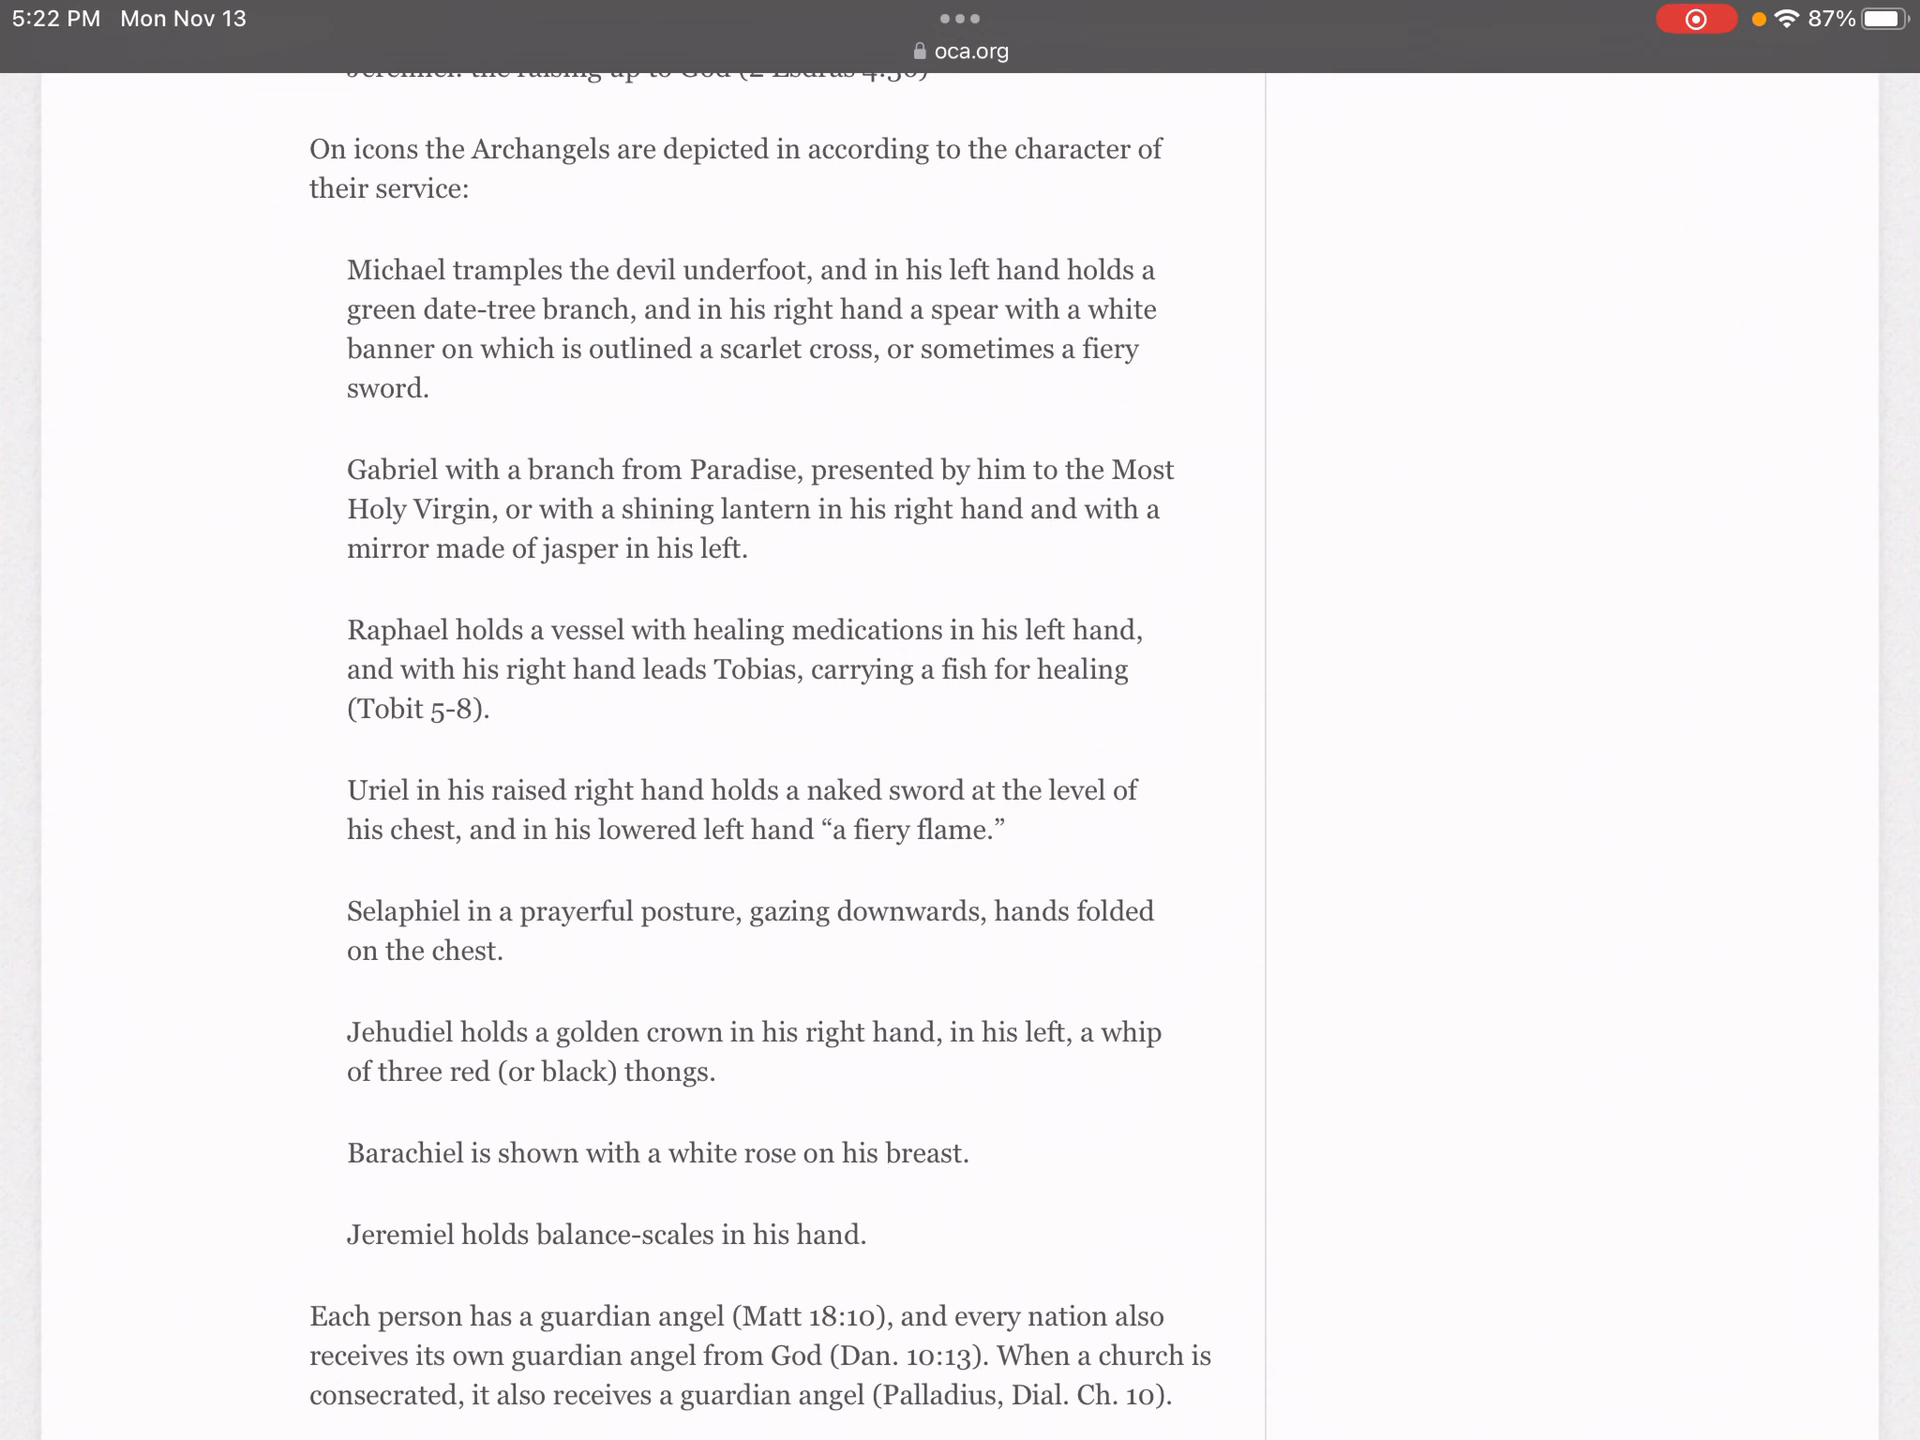 5:22 PM Mon Nov 13
87%
oca.org
Jeremiel: the raising up to God (2 Esdras 4:36)
On icons the Archangels are depicted in according to the character of
their service:
Michael tramples the devil underfoot, and in his left hand holds a
green date-tree branch, and in his right hand a spear with a white
banner on which is outlined a scarlet cross, or sometimes a fiery
sword.
Gabriel with a branch from Paradise, presented by him to the Most
Holy Virgin, or with a shining lantern in his right hand and with a
mirror made of jasper in his left.
Raphael holds a vessel with healing medications in his left hand,
and with his right hand leads Tobias, carrying a fish for healing
(Tobit 5-8).
Uriel in his raised right hand holds a naked sword at the level of
his chest, and in his lowered left hand “a fiery flame.”
Selaphiel in a prayerful posture, gazing downwards, hands folded
on the chest.
Jehudiel holds a golden crown in his right hand, in his left, a whip
of three red (or black) thongs.
Barachiel is shown with a white rose on his breast.
Jeremiel holds balance-scales in his hand.
Each person has a guardian angel (Matt 18:10), and every nation also
receives its own guardian angel from God (Dan. 10:13). When a church is
consecrated, it also receives a guardian angel (Palladius, Dial. Ch. 10).